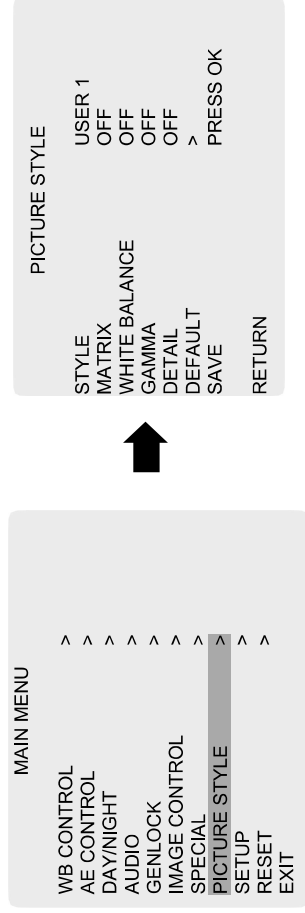 MAIN MENU
WB CONTROL >
AE CONTROL >
DAY/NIGHT >
AUDIO >
GENLOCK >
IMAGE CONTROL >
SPECIAL >
PICTURE STYLE >
SETUP >
RESET >
EXIT
PICTURE STYLE
STYLE USER 1
MATRIX OFF
WHITE BALANCE OFF
GAMMA OFF
DETAIL OFF
DEFAULT >
SAVE PRESS OK
RETURN